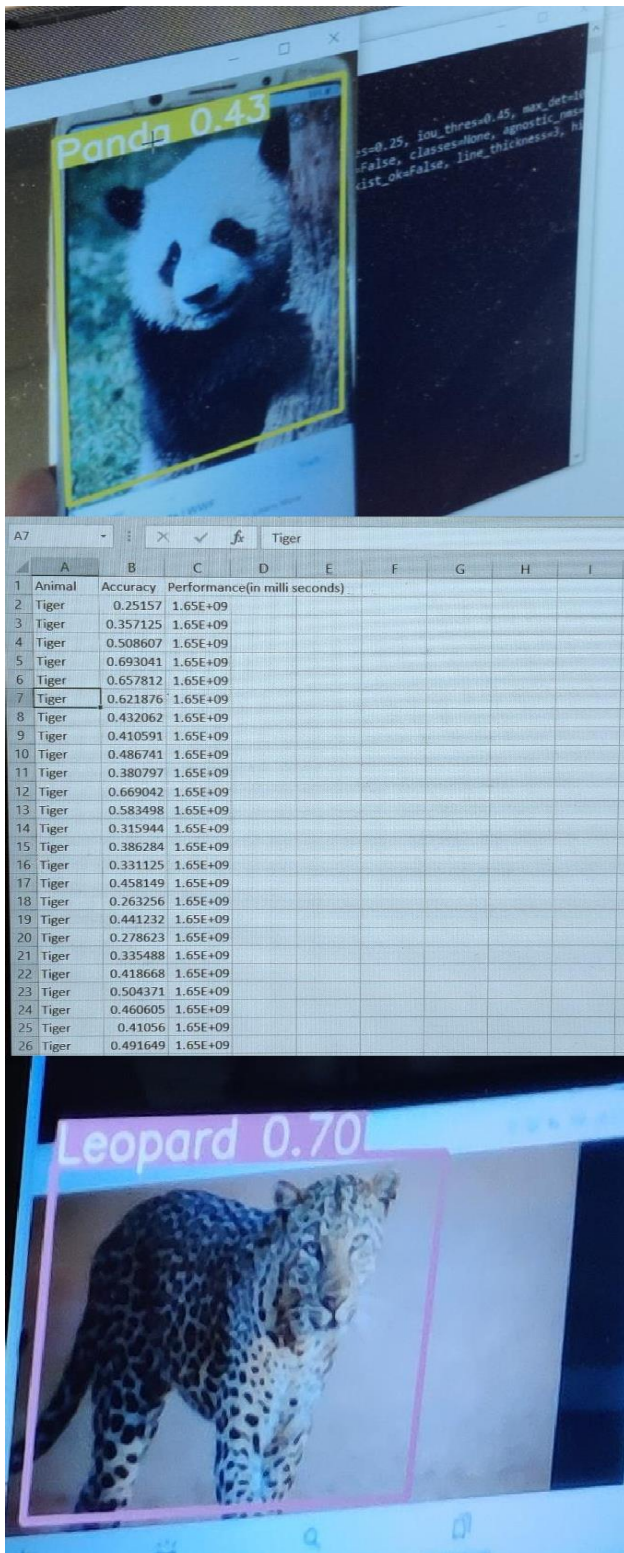 Panda 0.43
es=0.25, iou_thres=0.45, max_det=10
=False, classes=None, agnostic_nms=
xist_ok=False, line_thickness=3, hi
A7 fx Tiger
A B C D E F G H I
1 Animal Accuracy Performance(in milli seconds)
2 Tiger 0.25157 1.65E+09
3 Tiger 0.357125 1.65E+09
4 Tiger 0.508607 1.65E+09
5 Tiger 0.693041 1.65E+09
6 Tiger 0.657812 1.65E+09
7 Tiger 0.621876 1.65E+09
8 Tiger 0.432062 1.65E+09
9 Tiger 0.410591 1.65E+09
10 Tiger 0.486741 1.65E+09
11 Tiger 0.380797 1.65E+09
12 Tiger 0.669042 1.65E+09
13 Tiger 0.583498 1.65E+09
14 Tiger 0.315944 1.65E+09
15 Tiger 0.386284 1.65E+09
16 Tiger 0.331125 1.65E+09
17 Tiger 0.458149 1.65E+09
18 Tiger 0.263256 1.65E+09
19 Tiger 0.441232 1.65E+09
20 Tiger 0.278623 1.65E+09
21 Tiger 0.335488 1.65E+09
22 Tiger 0.418668 1.65E+09
23 Tiger 0.504371 1.65E+09
24 Tiger 0.460605 1.65E+09
25 Tiger 0.41056 1.65E+09
26 Tiger 0.491649 1.65E+09
Leopard 0.70